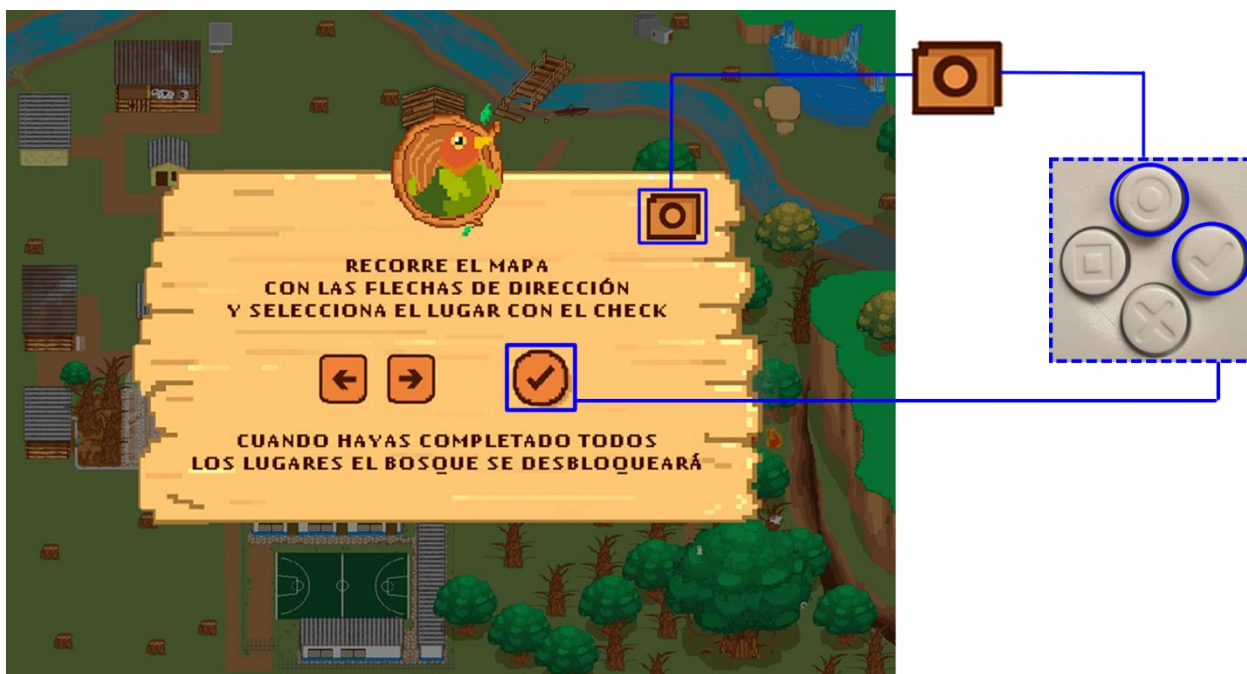 RECORRE EL MAPA
CON LAS FLECHAS DE DIRECCIÓN
Y SELECCIONA EL LUGAR CON EL CHECK
CUANDO HAYAS COMPLETADO TODOS
LOS LUGARES EL BOSQUE SE DESBLOQUEARÁ